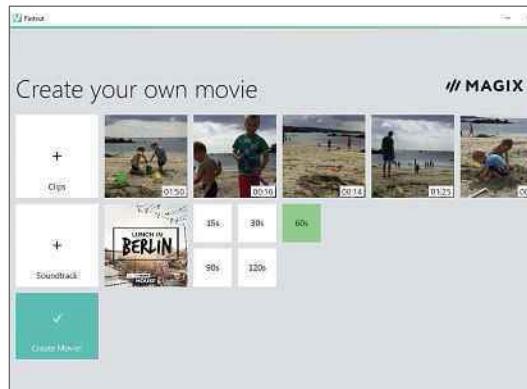 Fastcut
Create your own movie
MAGIX
Clips
01:50
00:16
00:14
01:25
LUNCH IN
BERLIN
HOUSE
15s
30s
60s
Soundtrack
90s
120s
Create Movie!